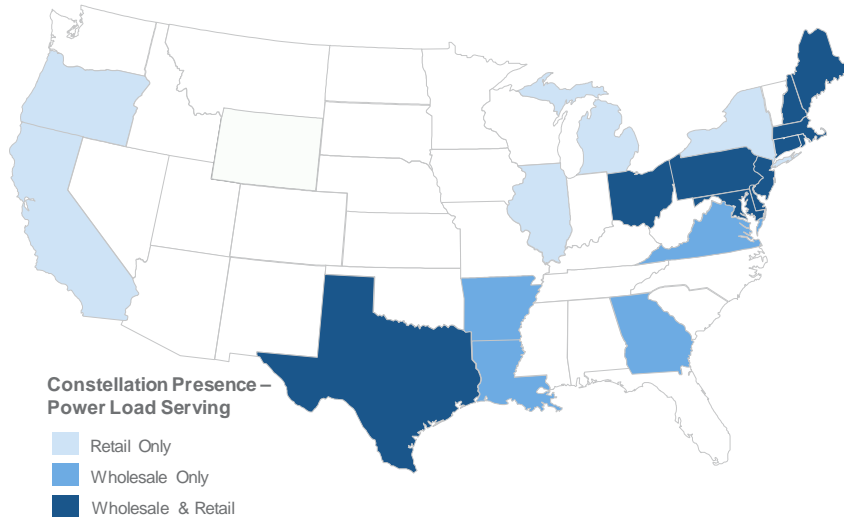 Constellation Presence –
Power Load Serving
Retail Only
Wholesale Only
Wholesale & Retail